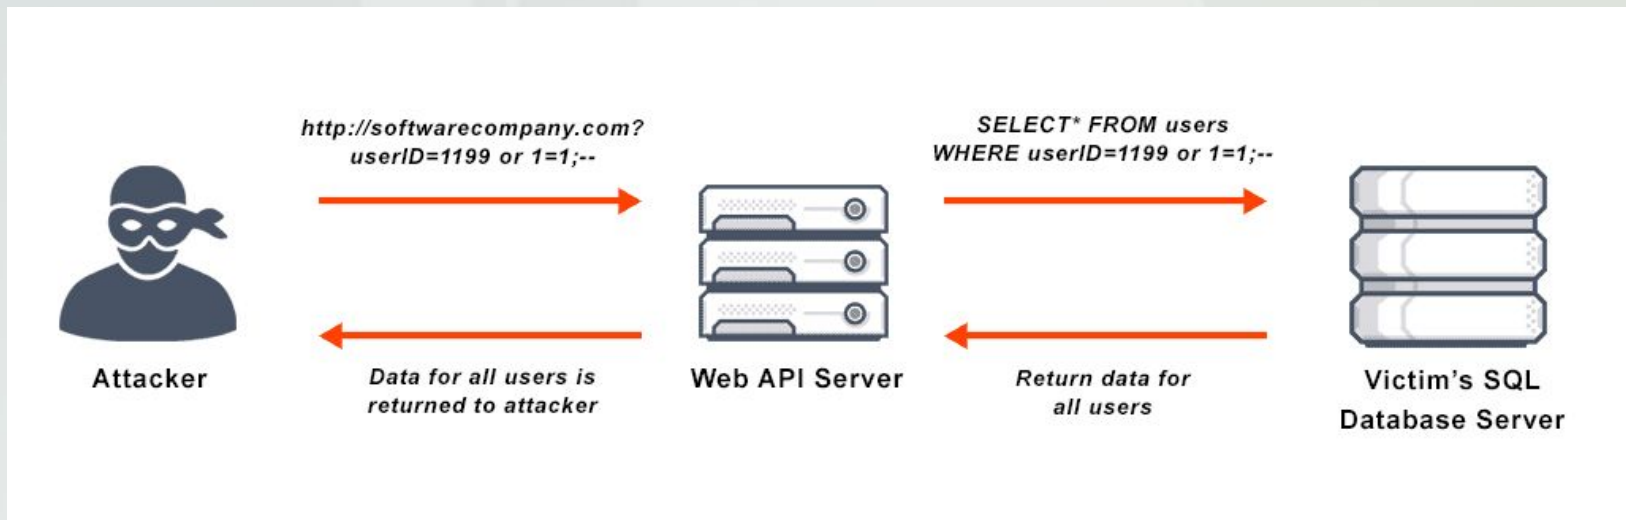 http://softwarecompany.com?
userID=1199 or 1=1;--
SELECT* FROM users
WHERE userID=1199 or 1=1;--
Attacker
Data for all users is
returned to attacker
Web API Server
Return data for
all users
Victim's SQL
Database Server